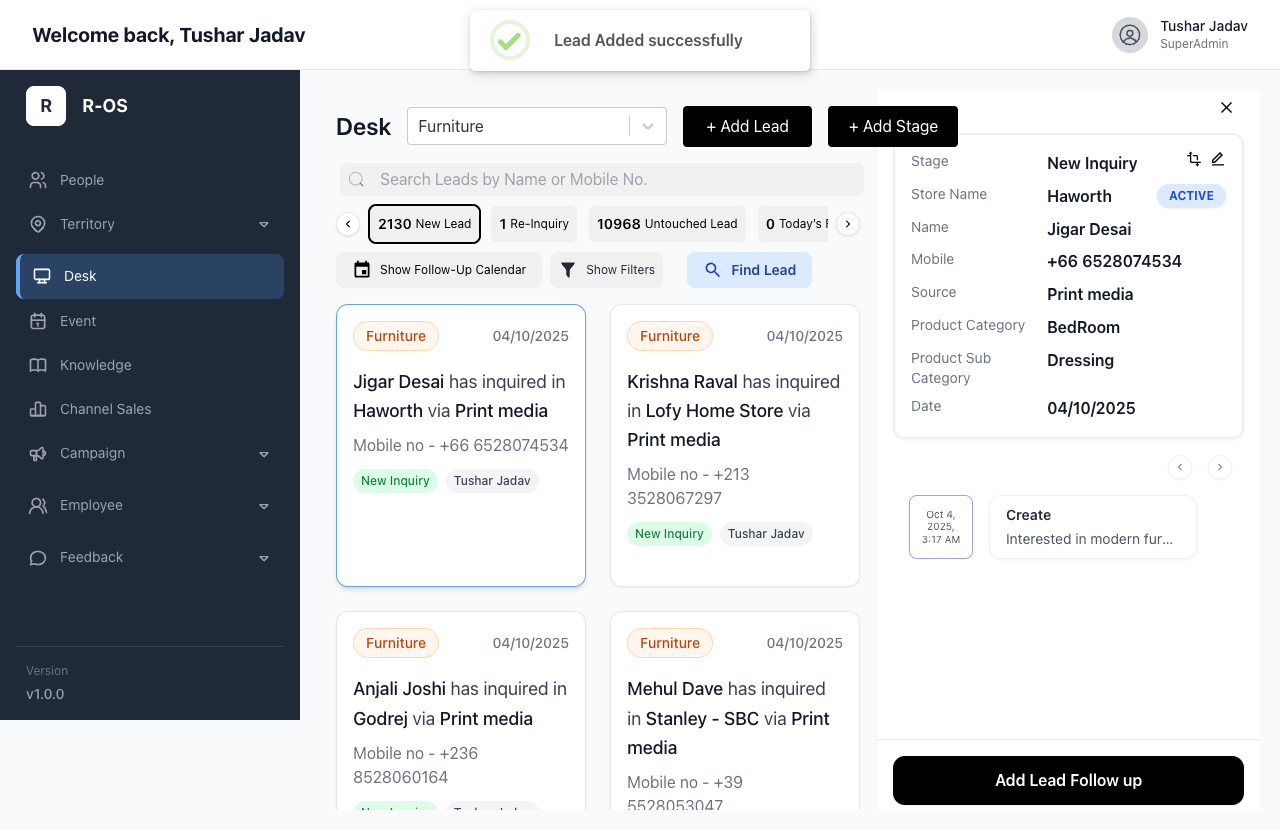 Welcome back, Tushar Jadav
Lead Added successfully
Tushar Jadav
SuperAdmin
R
R-OS
People
Territory
Desk
Event
Knowledge
Channel Sales
Campaign
Employee
Feedback
Version
v1.0.0
Desk
Furniture
+ Add Lead
+ Add Stage
Search Leads by Name or Mobile No.
2130 New Lead
1 Re-Inquiry
10968 Untouched Lead
0 Today's
Show Follow-Up Calendar
Show Filters
Find Lead
Furniture
04/10/2025
Jigar Desai has inquired in
Haworth via Print media
Mobile no - +66 6528074534
New Inquiry
Tushar Jadav
Furniture
04/10/2025
Krishna Raval has inquired
in Lofy Home Store via
Print media
Mobile no - +213
3528067297
New Inquiry
Tushar Jadav
Furniture
04/10/2025
Anjali Joshi has inquired in
Godrej via Print media
Mobile no - +236
8528060164
Furniture
04/10/2025
Mehul Dave has inquired
in Stanley - SBC via Print
media
Mobile no - +39
5528053047
Stage
New Inquiry
Store Name
Haworth
ACTIVE
Name
Jigar Desai
Mobile
+66 6528074534
Source
Print media
Product Category
BedRoom
Product Sub
Category
Dressing
Date
04/10/2025
Oct 4,
2025,
3:17 AM
Create
Interested in modern fur...
Add Lead Follow up